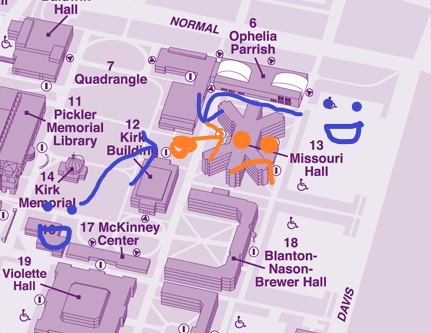 Hall
NORMAL
6
Ophelia
Parrish
7
Quadrangle
11
Pickler
Memorial
Library
12
Kirk
Building
13
Missouri
Hall
14
Kirk
Memorial
17 McKinney
Center
18
Blanton-
Nason-
Brewer Hall
19
Violette
Hall
DAVIS